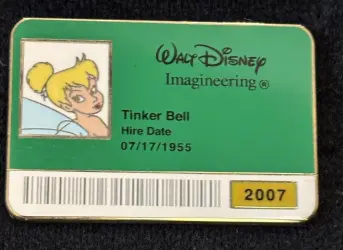 Walt Disney
Imagineering ®
Tinker Bell
Hire Date
07/17/1955
2007